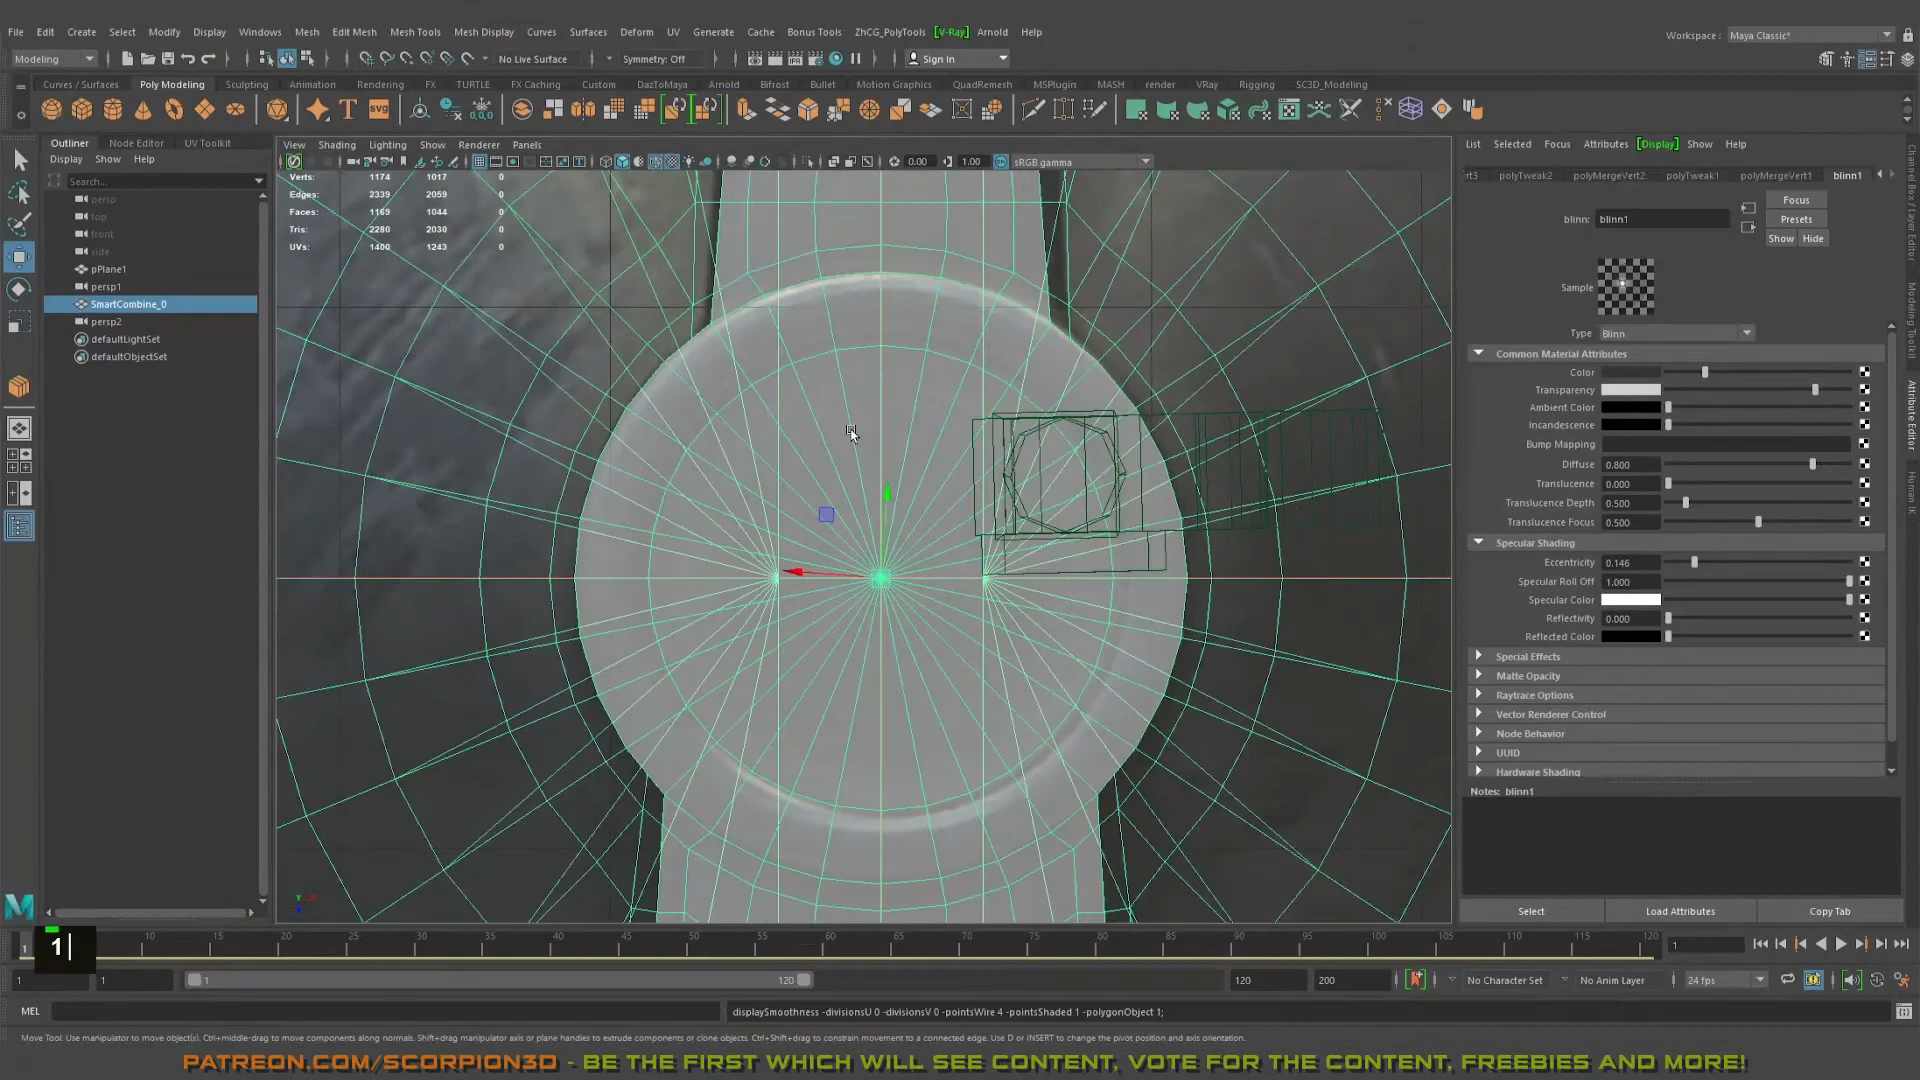 File Edit Create Select Modify Display Windows Mesh Edit Mesh Mesh Tools Mesh Display Curves Surfaces Deform UV Generate Cache Bonus Tools ZhCG_PolyTools [V-Ray] Arnold Help
Workspace : Maya Classic*
Modeling
No Live Surface
Symmetry: Off
Sign In
Curves / Surfaces Poly Modeling Sculpting Animation Rendering FX TURTLE FX Caching Custom DazToMaya Arnold Bifrost Bullet Motion Graphics QuadRemesh MSPlugin MASH render VRay Rigging SC3D_Modeling
T
svg
0,0,0
Outliner Node Editor UV Toolkit
Display Show Help
Search...
persp
top
front
side
pPlane1
persp1
SmartCombine_0
persp2
defaultLightSet
defaultObjectSet
View Shading Lighting Show Renderer Panels
0.00 1.00 sRGB gamma
Verts: 1174 1017 0
Edges: 2339 2059 0
Faces: 1169 1044 0
Tris: 2280 2030 0
UVs: 1400 1243 0
List Selected Focus Attributes [Display] Show Help
rt3 polyTweak2 polyMergeVert2 polyTweak1 polyMergeVert1 blinn1
Focus
blinn: blinn1 Presets
Show Hide
Sample
Type Blinn
Common Material Attributes
Color
Transparency
Ambient Color
Incandescence
Bump Mapping
Diffuse 0.800
Translucence 0.000
Translucence Depth 0.500
Translucence Focus 0.500
Specular Shading
Eccentricity 0.146
Specular Roll Off 1.000
Specular Color
Reflectivity 0.000
Reflected Color
Special Effects
Matte Opacity
Raytrace Options
Vector Renderer Control
Node Behavior
UUID
Hardware Shading
Notes: blinn1
Select Load Attributes Copy Tab
Channel Box / Layer Editor
Modeling Toolkit
Attribute Editor
Human IK
1
1
10 15 20 25 30 35 40 45 50 55 60 65 70 75 80 85 90 95 100 105 110 115 120
1
1 1 1 120 120 200 No Character Set No Anim Layer 24 fps
MEL displaySmoothness -divisionsU 0 -divisionsV 0 -pointsWire 4 -pointsShaded 1 -polygonObject 1;
Move Tool: Use manipulator to move object(s). Ctrl+middle-drag to move components along normals. Shift+drag manipulator axis or plane handles to extrude components or clone objects. Ctrl+Shift+drag to constrain movement to a connected edge. Use D or INSERT to change the pivot position and axis orientation.
PATREON.COM/SCORPION3D - BE THE FIRST WHICH WILL SEE CONTENT, VOTE FOR THE CONTENT, FREEBIES AND MORE!